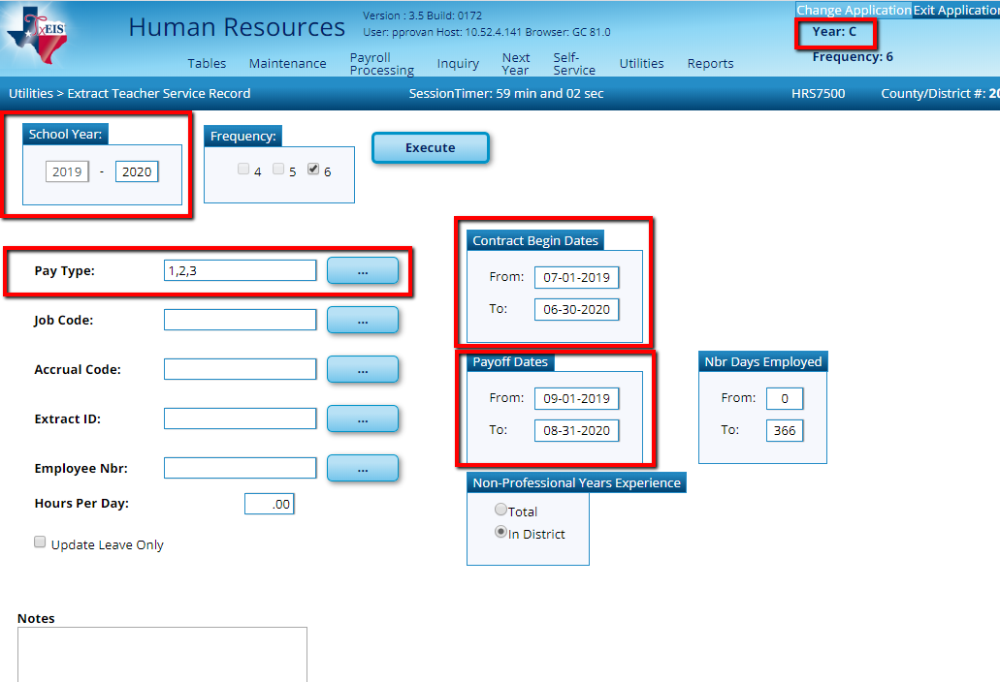 TxEIS
Human Resources
Version : 3.5 Build: 0172
User: pprovan Host: 10.52.4.141 Browser: GC 81.0
Change Application Exit Application
Year: C
Frequency: 6
Tables Maintenance Payroll Processing Inquiry Next Year Self-Service Utilities Reports
Utilities > Extract Teacher Service Record SessionTimer: 59 min and 02 sec HRS7500 County/District #: 20
School Year:
2019 - 2020
Frequency:
4 5 6
Execute
Pay Type: 1,2,3 ...
Job Code: ...
Accrual Code: ...
Extract ID: ...
Employee Nbr: ...
Hours Per Day: .00
Update Leave Only
Contract Begin Dates
From: 07-01-2019
To: 06-30-2020
Payoff Dates
From: 09-01-2019
To: 08-31-2020
Nbr Days Employed
From: 0
To: 366
Non-Professional Years Experience
Total
In District
Notes